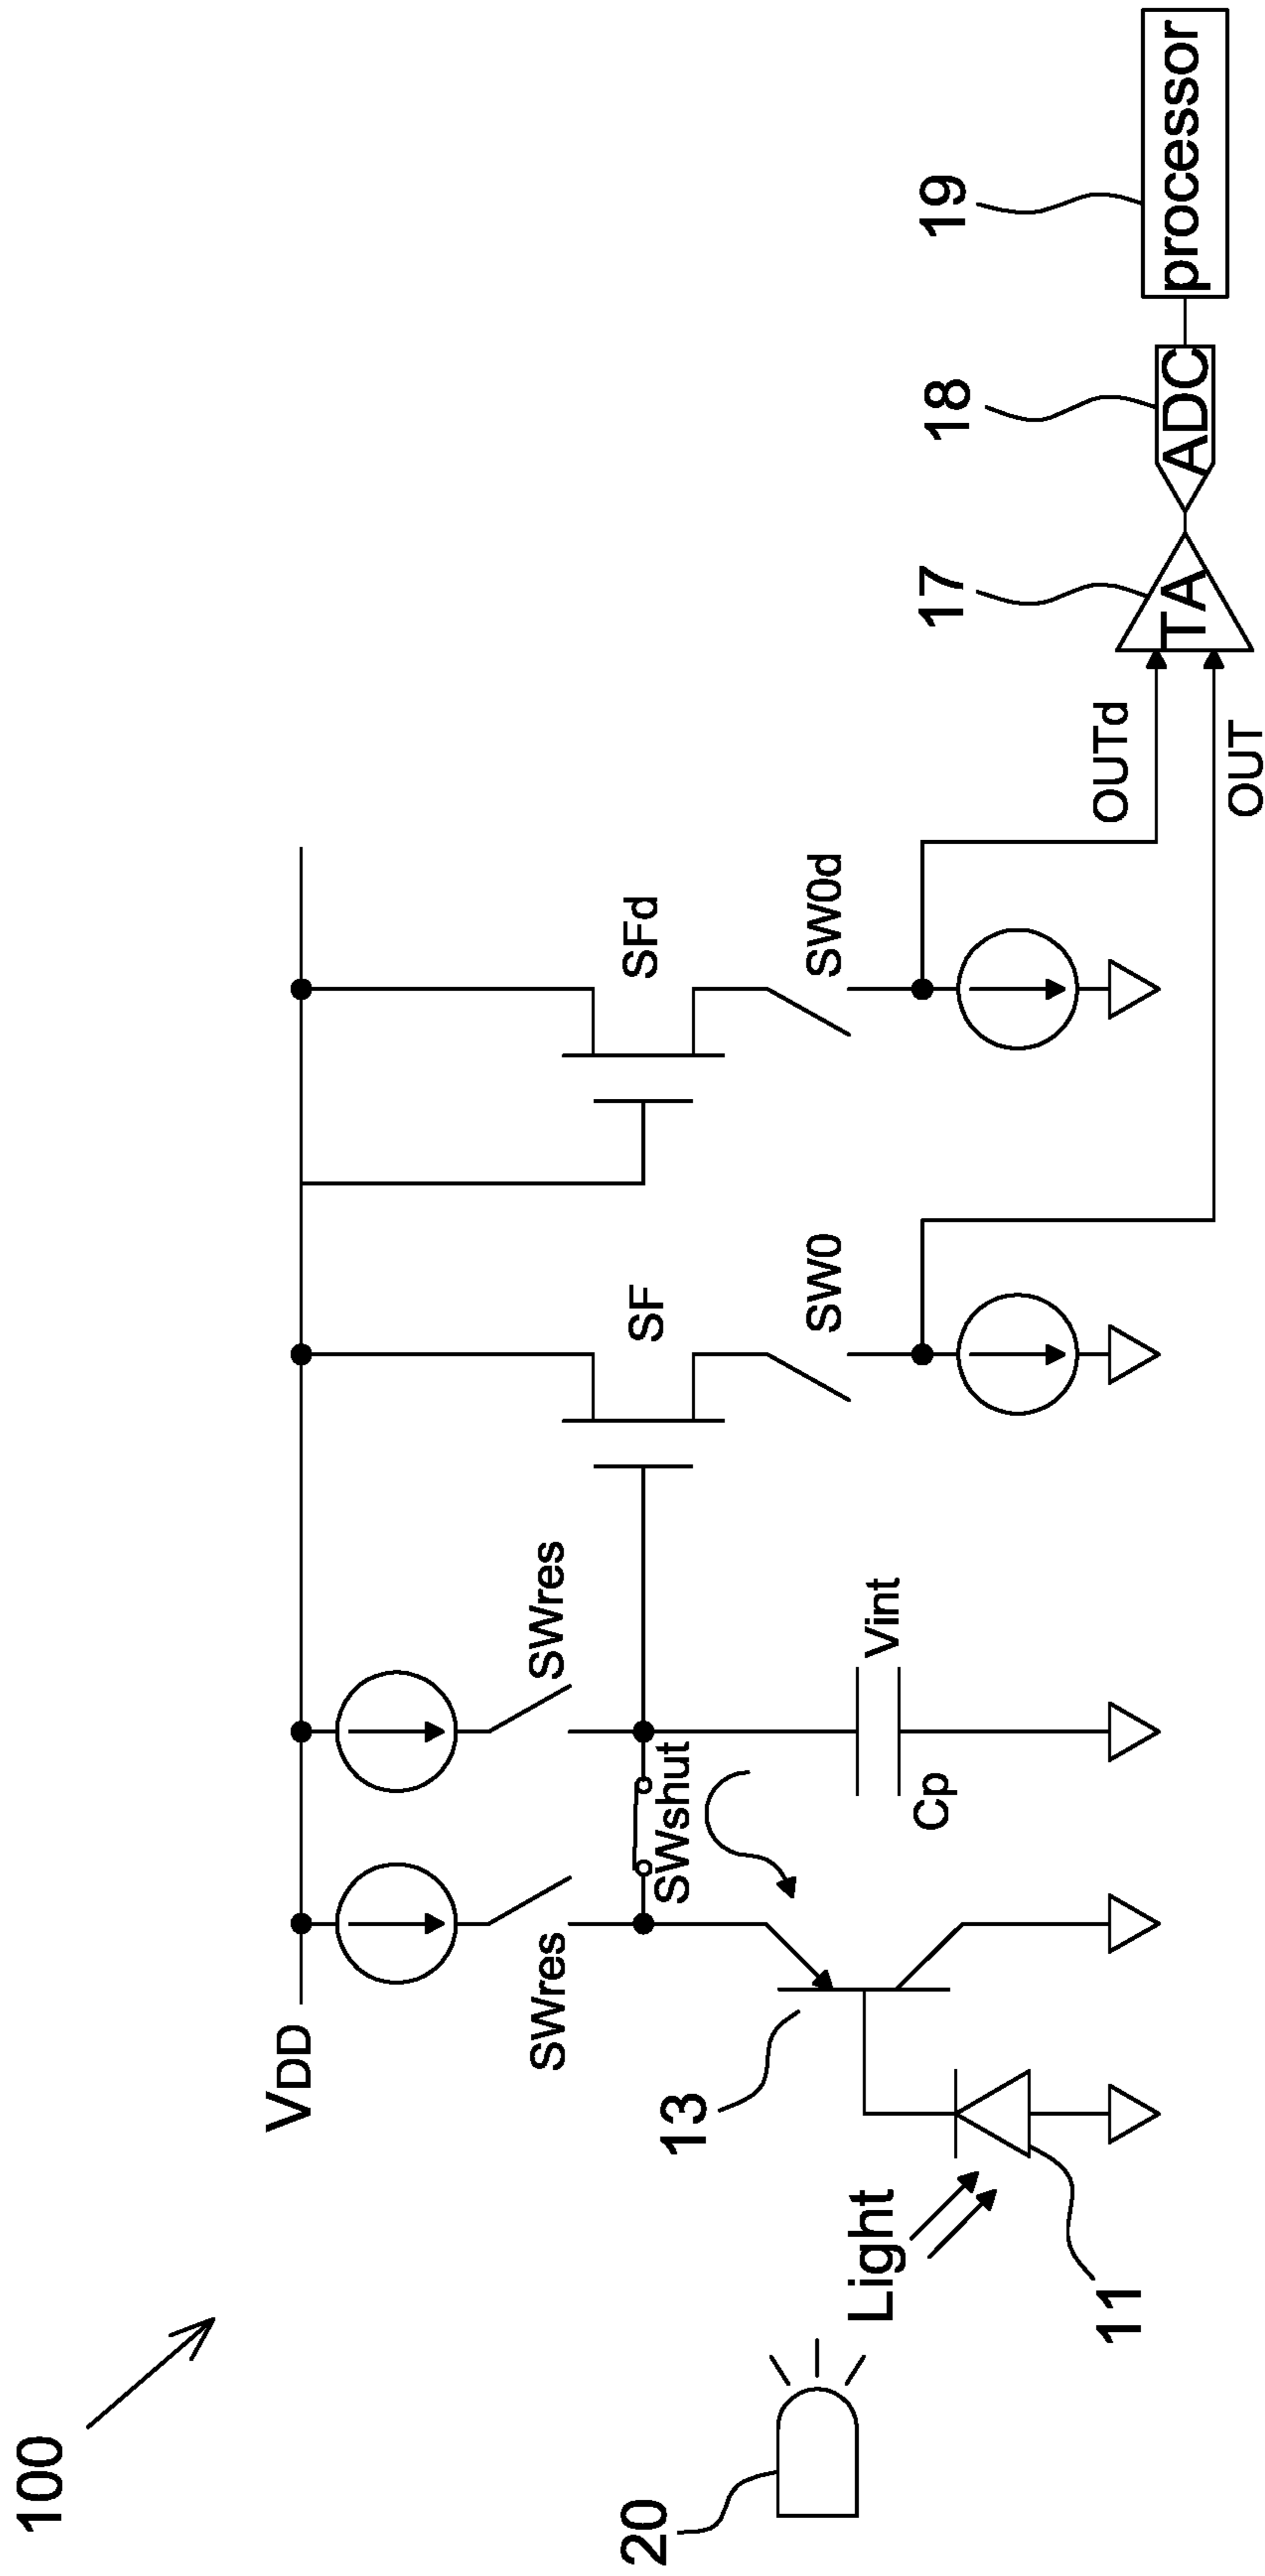 100
VDD
SWres
SWres
SF
SFd
SWshut
SW0
SW0d
13
Vint
Cp
20
Light
11
OUTd
OUT
17
TA
18
ADC
19
processor